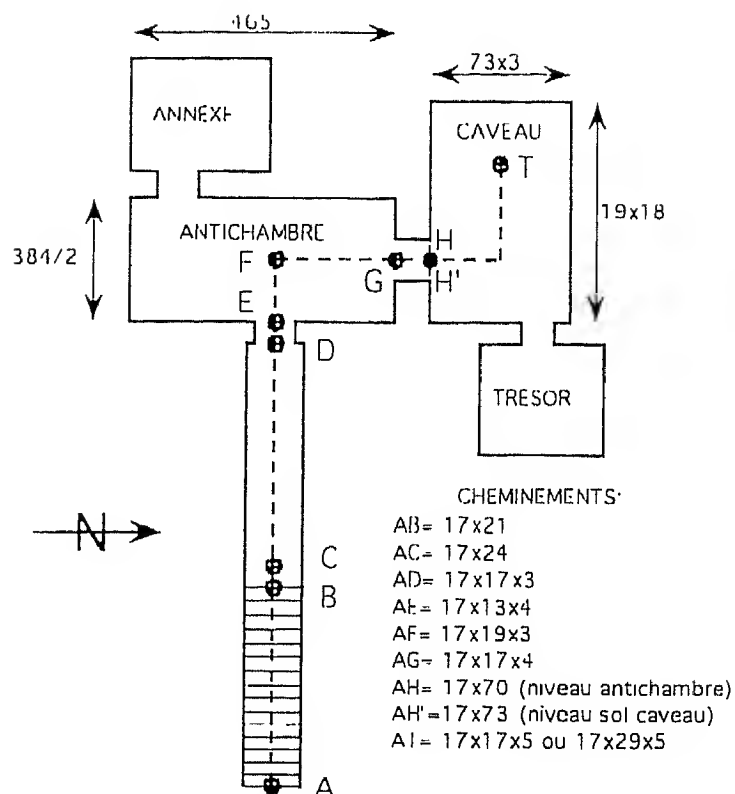 465
73x3
ANNEXE
CAVEAU
T
19x18
384/2
ANTICHAMBRE
H
F
G
H'
E
D
TRESOR
N
CHEMINEMENTS:
C
AB= 17x21
AC= 17x24
B
AD= 17x17x3
AE= 17x13x4
AF= 17x19x3
AG= 17x17x4
AH= 17x70 (niveau antichambre)
AH'=17x73 (niveau sol caveau)
AT= 17x17x5 ou 17x29x5
A